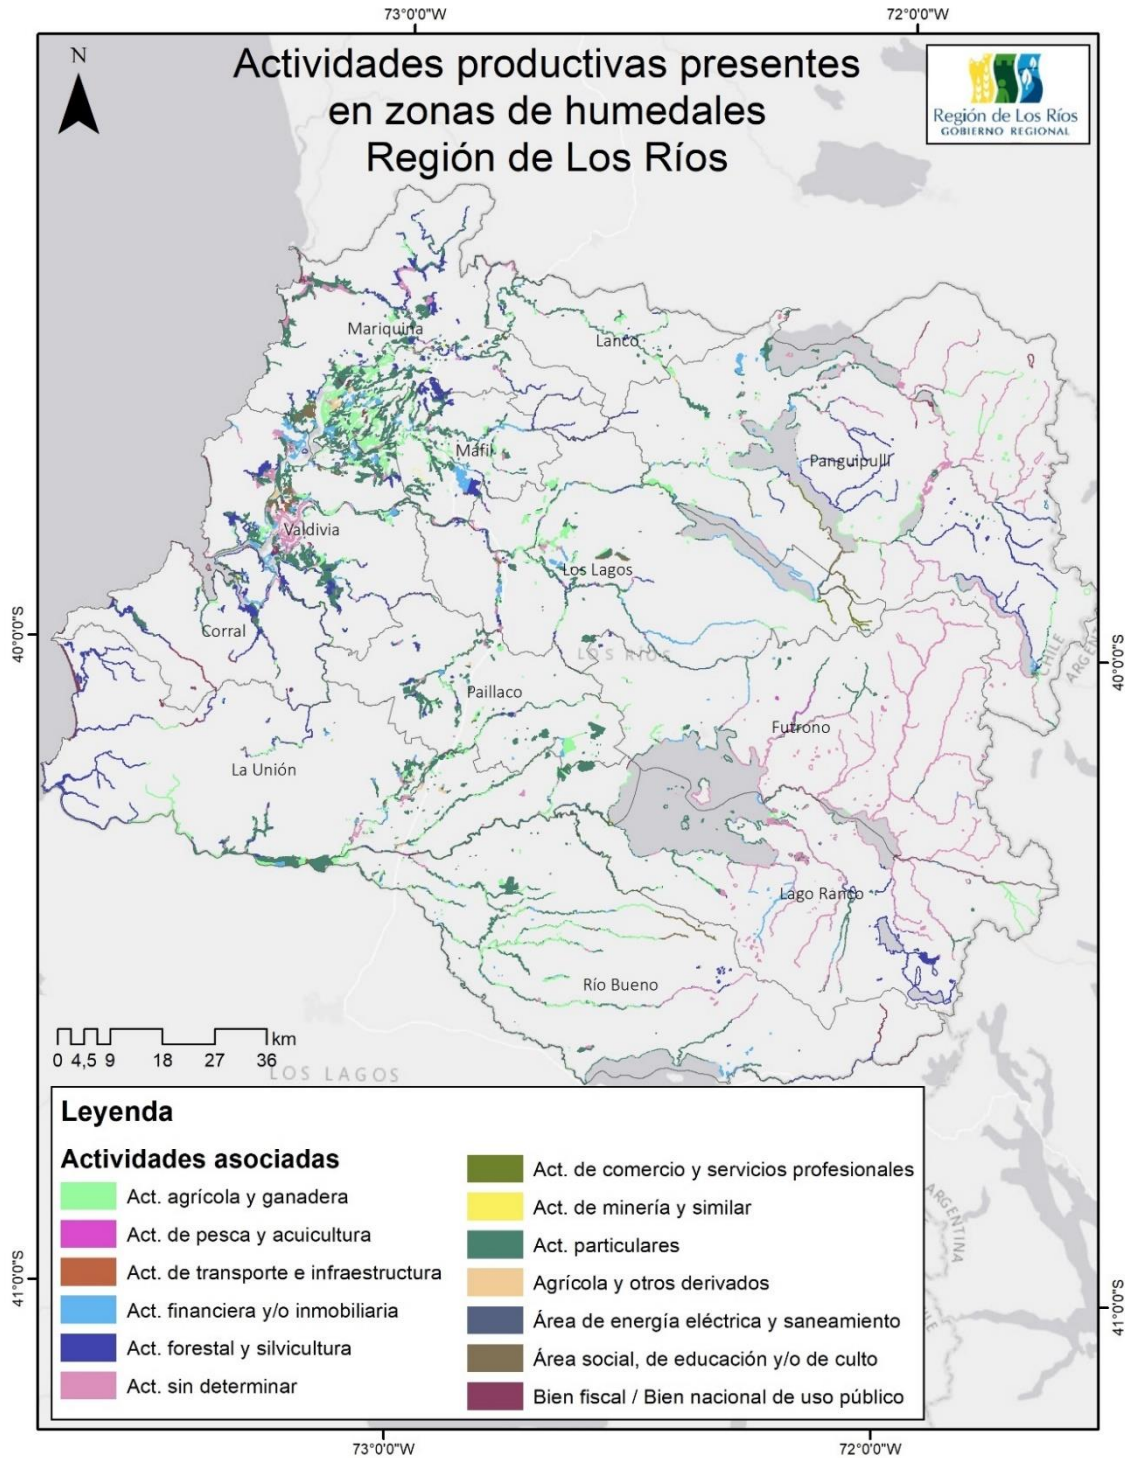 73°0'0"W
72°0'0"W
N
Actividades productivas presentes
en zonas de humedales
Región de Los Ríos
Región de Los Ríos
GOBIERNO REGIONAL
Mariquina
Lanco
Máfil
Panguipulli
Valdivia
Los Lagos
Corral
40°0'0"S
40°0'0"S
LOS RÍOS
CHILE
ARGENT
Paillaco
Futrono
La Unión
Lago Ranco
Río Bueno
km
0 4,5 9 18 27 36
LOS LAGOS
Leyenda
Actividades asociadas
Act. agrícola y ganadera
Act. de pesca y acuicultura
Act. de transporte e infraestructura
Act. financiera y/o inmobiliaria
Act. forestal y silvicultura
Act. sin determinar
Act. de comercio y servicios profesionales
Act. de minería y similar
Act. particulares
Agrícola y otros derivados
Área de energía eléctrica y saneamiento
Área social, de educación y/o de culto
Bien fiscal / Bien nacional de uso público
ARGENTINA
41°0'0"S
41°0'0"S
73°0'0"W
72°0'0"W